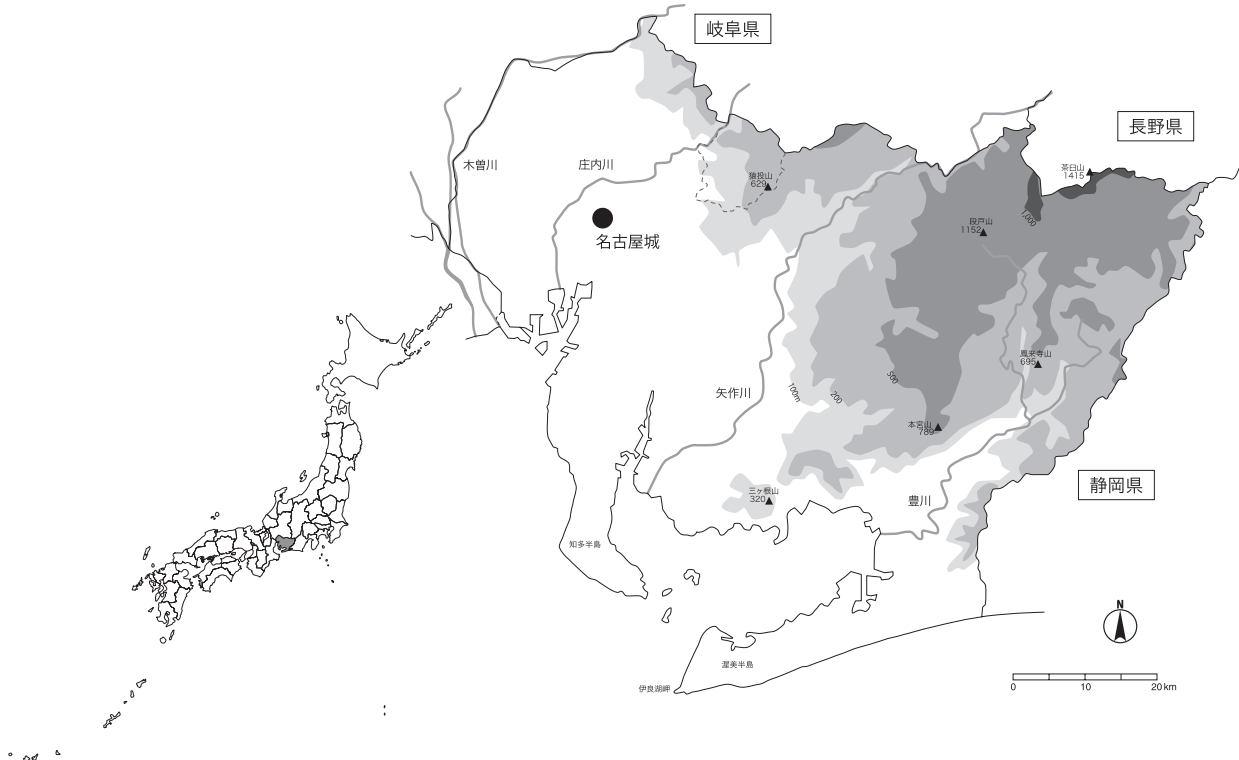 岐阜県
長野県
木曽川
庄内川
猿投山
629
茶臼山
1415
名古屋城
段戸山
1152
1,000
鳳来寺山
695
500
矢作川
100m
200
本宮山
789
静岡県
三ヶ根山
320
豊川
知多半島
N
渥美半島
伊良湖岬
0 10 20km